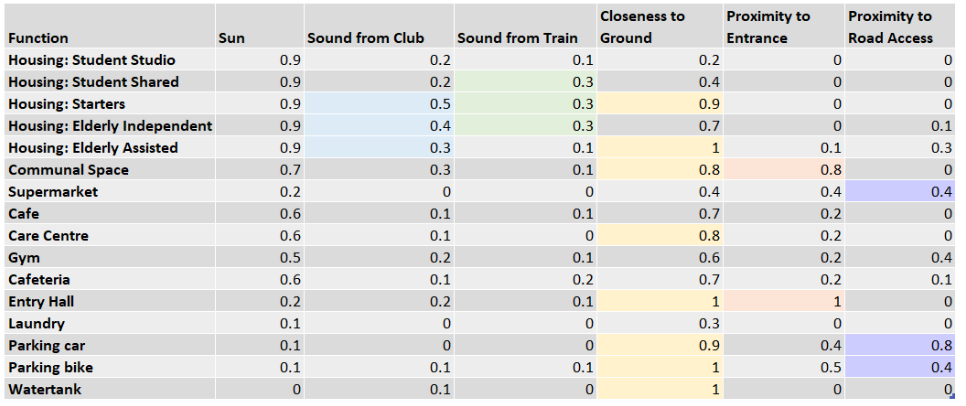 Function Sun Sound from Club Sound from Train Closeness to Ground Proximity to Entrance Proximity to Road Access
Housing: Student Studio 0.9 0.2 0.1 0.2 0 0
Housing: Student Shared 0.9 0.2 0.3 0.4 0 0
Housing: Starters 0.9 0.5 0.3 0.9 0 0
Housing: Elderly Independent 0.9 0.4 0.3 0.7 0 0.1
Housing: Elderly Assisted 0.9 0.3 0.1 1 0.1 0.3
Communal Space 0.7 0.3 0.1 0.8 0.8 0
Supermarket 0.2 0 0 0.4 0.4 0.4
Cafe 0.6 0.1 0.1 0.7 0.2 0
Care Centre 0.6 0.1 0 0.8 0.2 0
Gym 0.5 0.2 0.1 0.6 0.2 0.4
Cafeteria 0.6 0.1 0.2 0.7 0.2 0.1
Entry Hall 0.2 0.2 0.1 1 1 0
Laundry 0.1 0 0 0.3 0 0
Parking car 0.1 0 0 0.9 0.4 0.8
Parking bike 0.1 0.1 0.1 1 0.5 0.4
Watertank 0 0.1 0 1 0 0